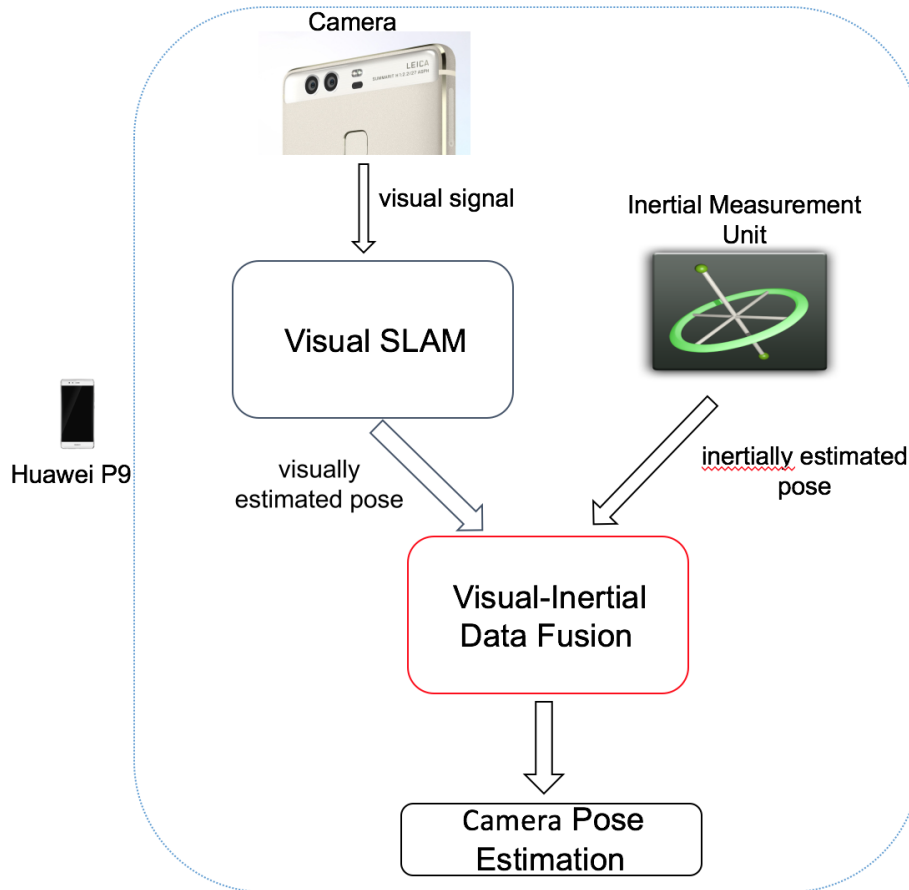 Camera
LEICA
visual signal
Inertial Measurement
Unit
Visual SLAM
Huawei P9
visually
estimated pose
inertially estimated
pose
Visual-Inertial
Data Fusion
Camera Pose
Estimation